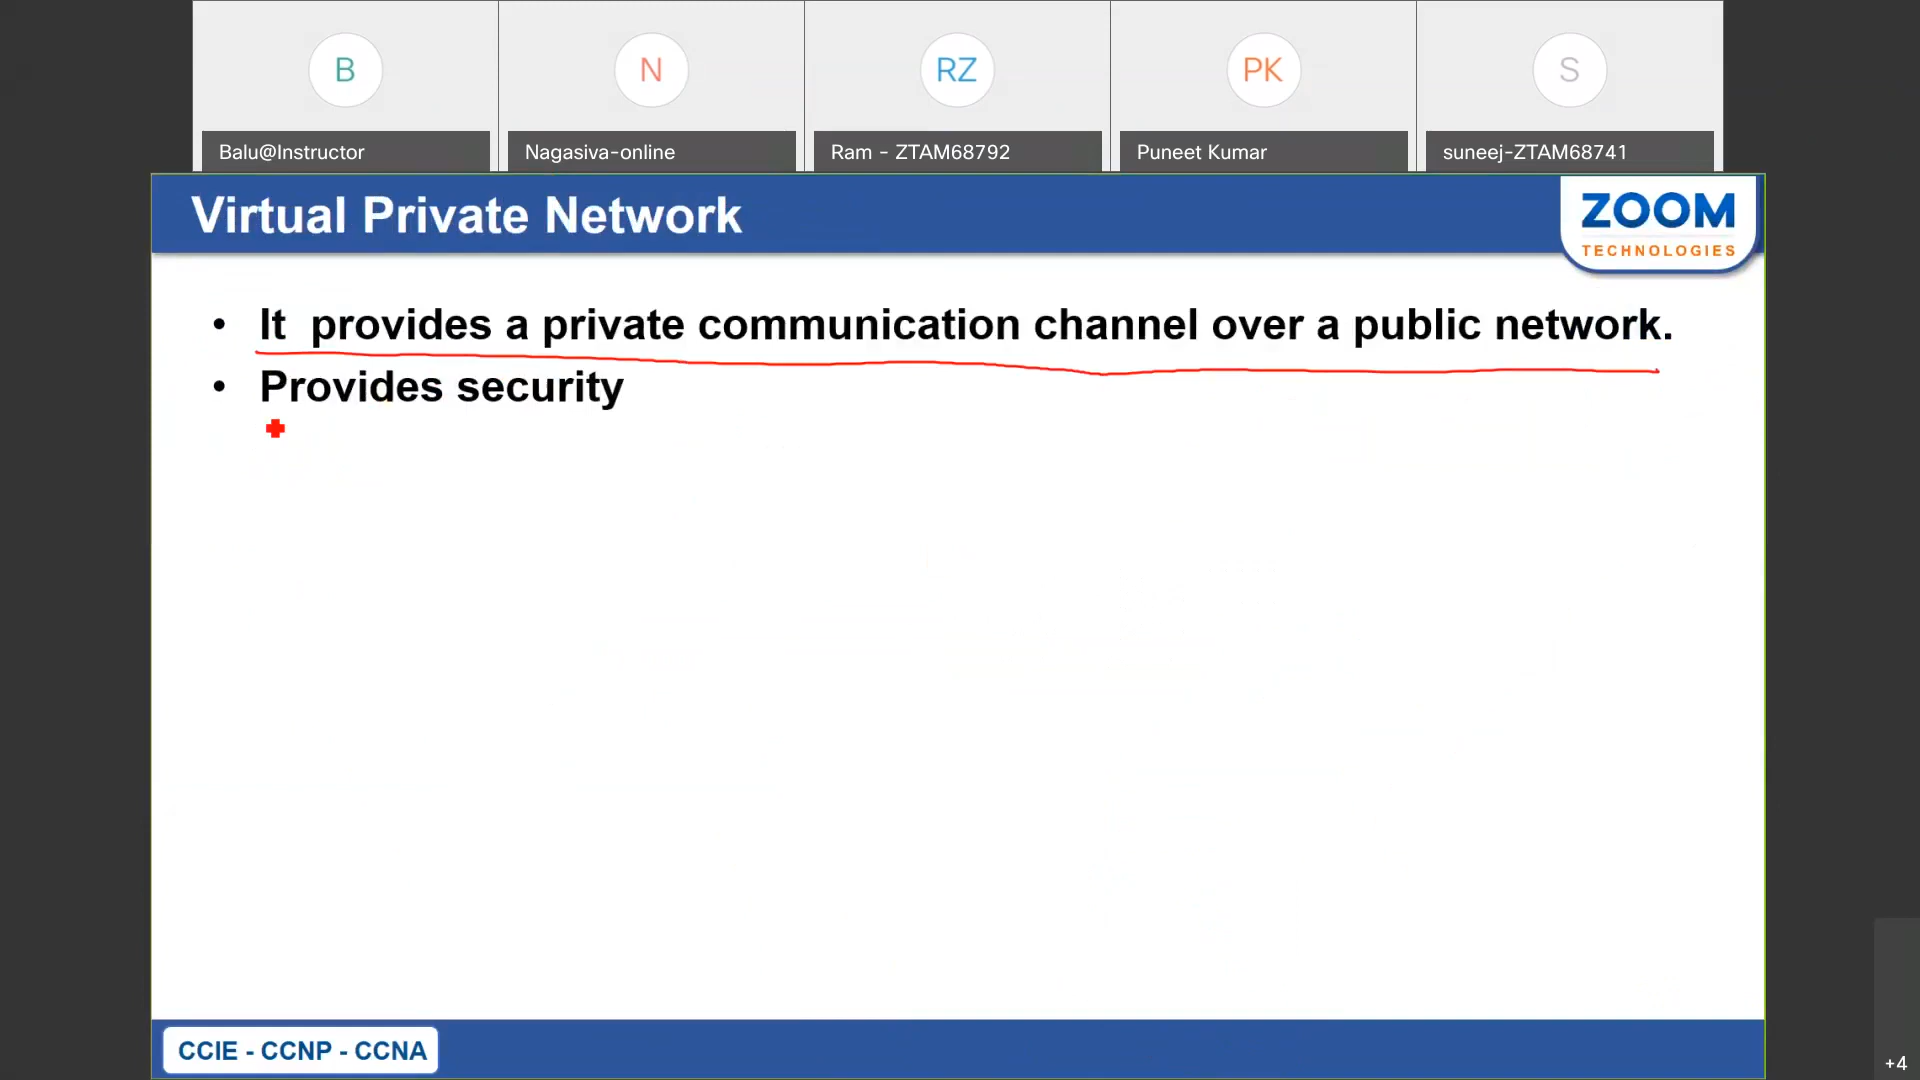 B
N
RZ
PK
S
Balu@Instructor
Nagasiva-online
Ram - ZTAM68792
Puneet Kumar
suneej-ZTAM68741
Virtual Private Network
ZOOM
TECHNOLOGIES
• It provides a private communication channel over a public network.
• Provides security
CCIE - CCNP - CCNA
+4